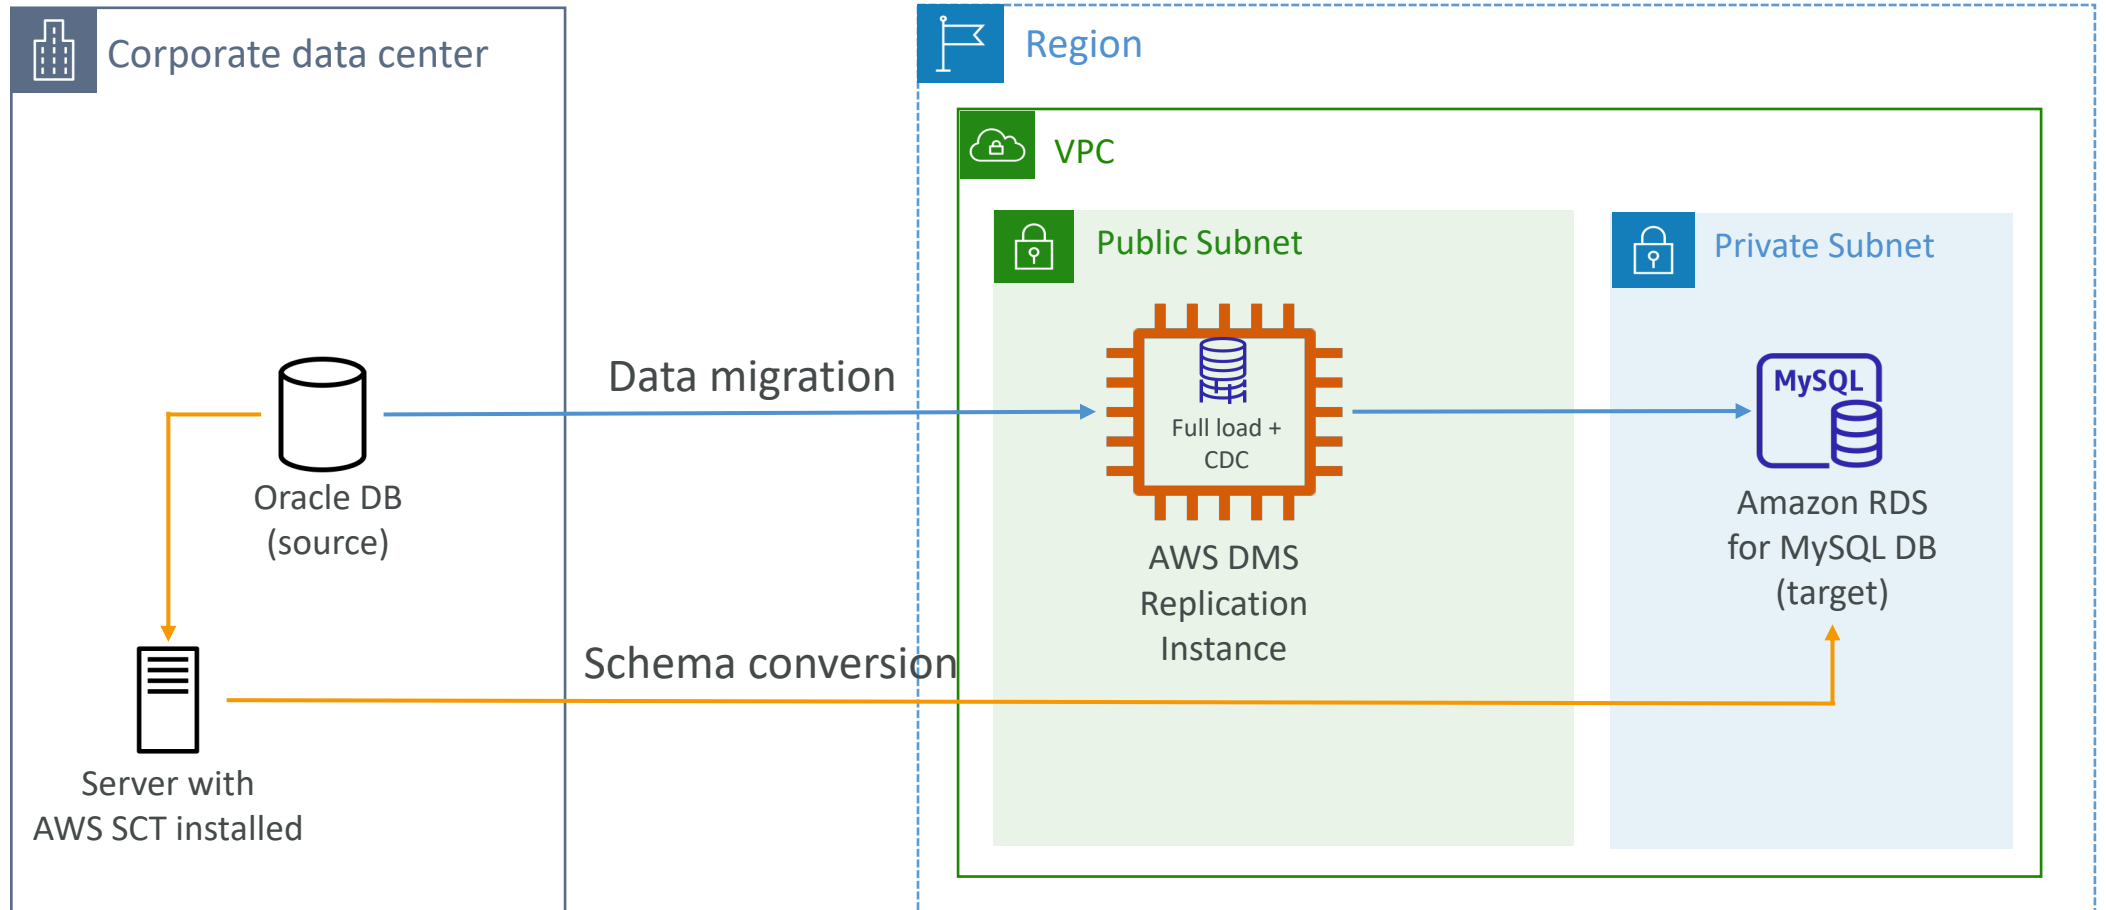 Corporate data center
Region
VPC
Public Subnet
Private Subnet
Data migration
MySQL
Full load +
CDC
Oracle DB
(source)
Amazon RDS
for MySQL DB
(target)
AWS DMS
Replication
Instance
Schema conversion
Server with
AWS SCT installed